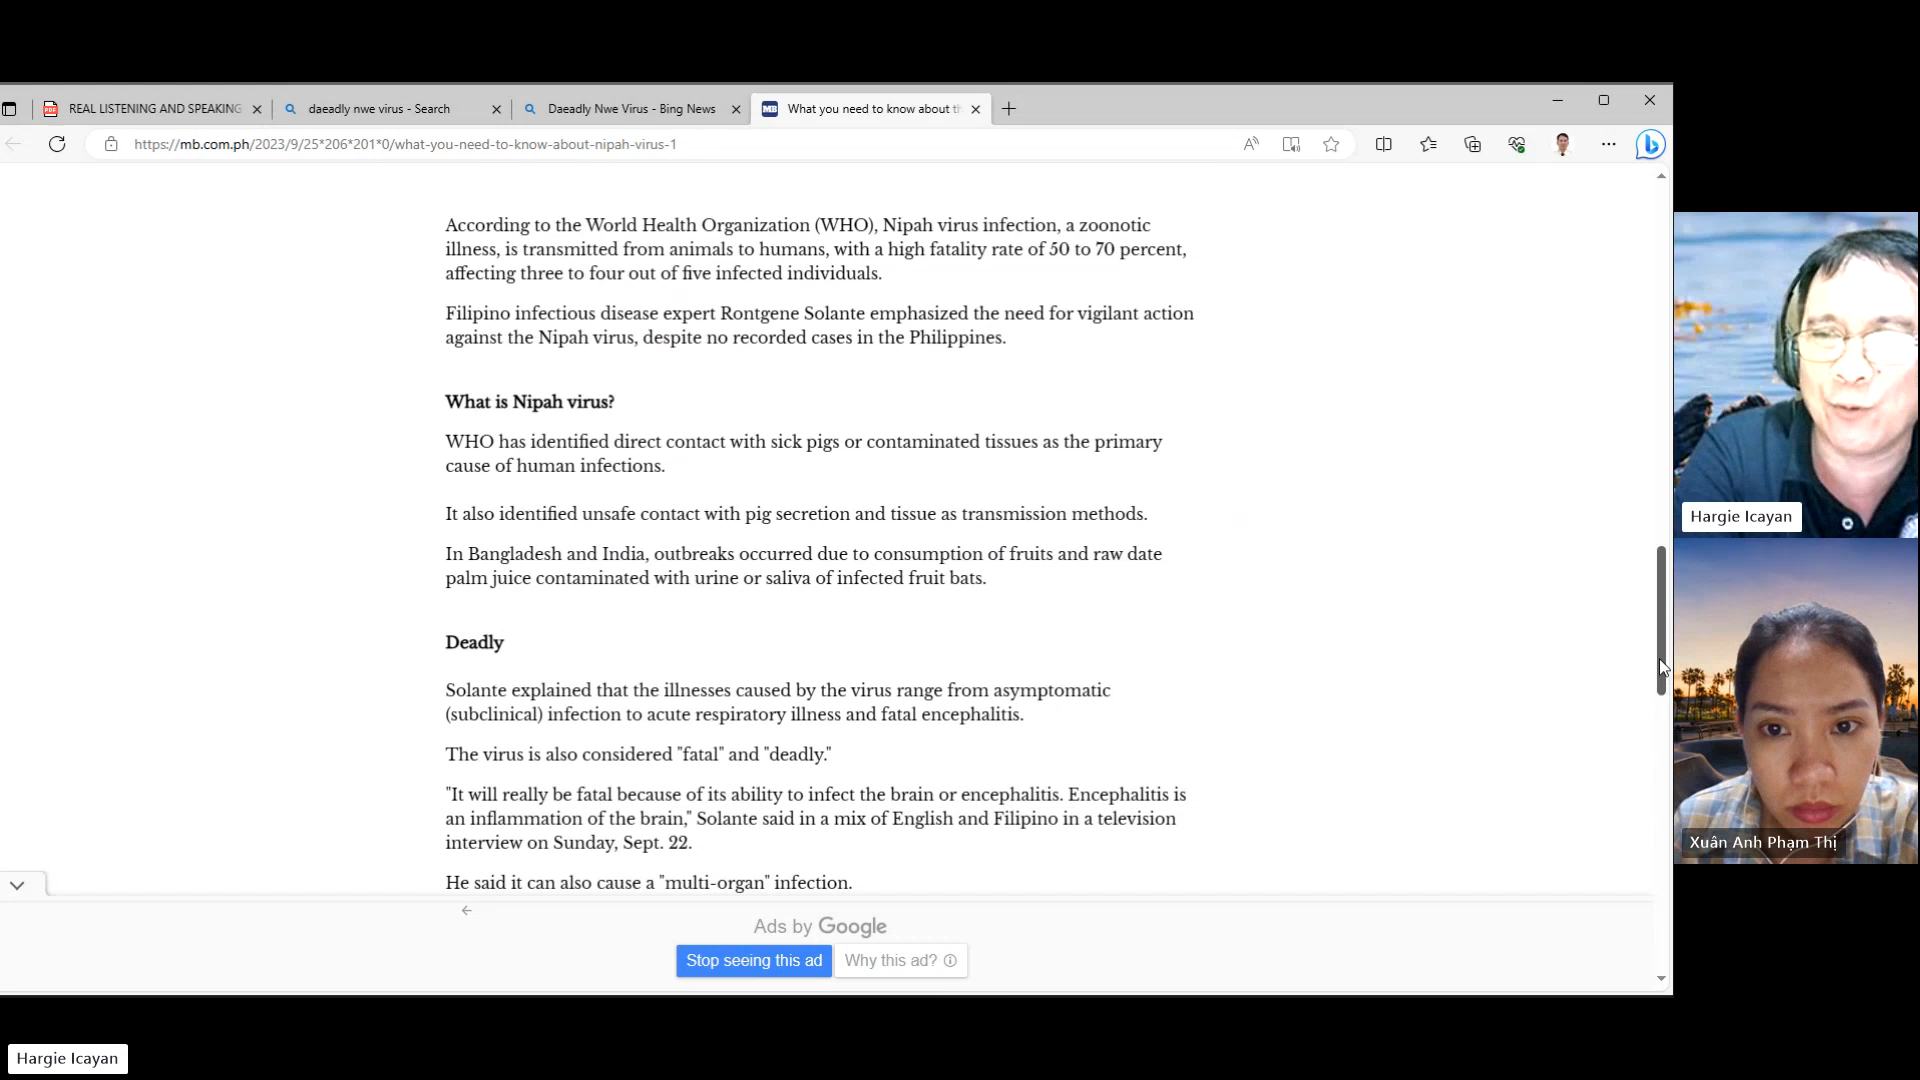 REAL LISTENING AND SPEAKING
daeadly nwe virus - Search
Daeadly Nwe Virus - Bing News
MB
What you need to know about th
https://mb.com.ph/2023/9/25*206*201*0/what-you-need-to-know-about-nipah-virus-1
According to the World Health Organization (WHO), Nipah virus infection, a zoonotic
illness, is transmitted from animals to humans, with a high fatality rate of 50 to 70 percent,
affecting three to four out of five infected individuals.
Filipino infectious disease expert Rontgene Solante emphasized the need for vigilant action
against the Nipah virus, despite no recorded cases in the Philippines.
What is Nipah virus?
WHO has identified direct contact with sick pigs or contaminated tissues as the primary
cause of human infections.
It also identified unsafe contact with pig secretion and tissue as transmission methods.
In Bangladesh and India, outbreaks occurred due to consumption of fruits and raw date
palm juice contaminated with urine or saliva of infected fruit bats.
Deadly
Solante explained that the illnesses caused by the virus range from asymptomatic
(subclinical) infection to acute respiratory illness and fatal encephalitis.
The virus is also considered "fatal" and "deadly."
"It will really be fatal because of its ability to infect the brain or encephalitis. Encephalitis is
an inflammation of the brain," Solante said in a mix of English and Filipino in a television
interview on Sunday, Sept. 22.
He said it can also cause a "multi-organ" infection.
Ads by Google
Stop seeing this ad
Why this ad?
Hargie Icayan
Xuân Anh Phạm Thị
Hargie Icayan